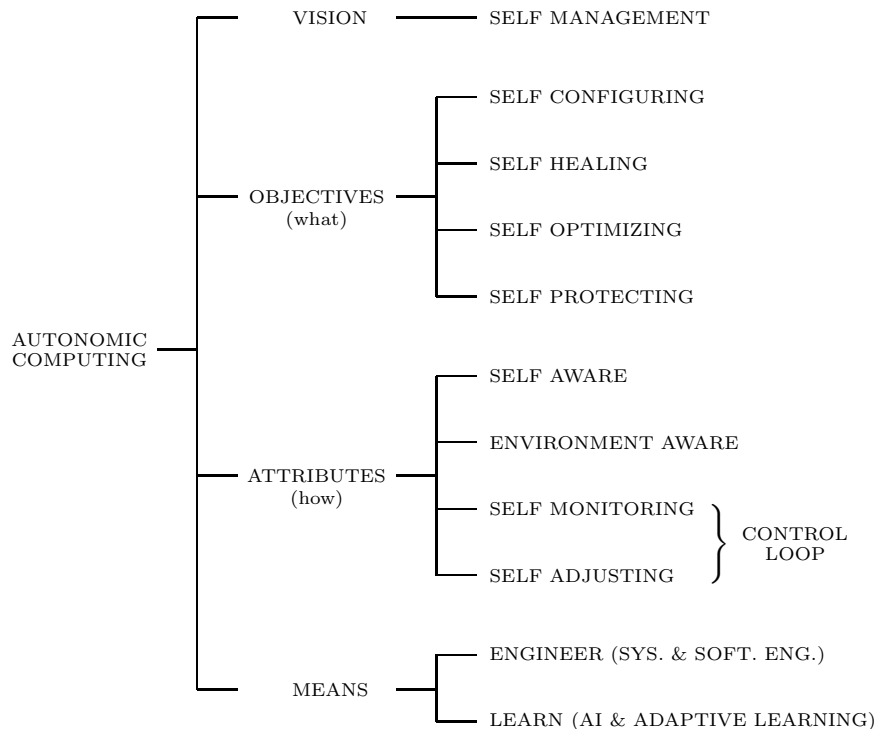 VISION
SELF MANAGEMENT
SELF CONFIGURING
SELF HEALING
OBJECTIVES
(what)
SELF OPTIMIZING
SELF PROTECTING
AUTONOMIC
COMPUTING
SELF AWARE
ENVIRONMENT AWARE
ATTRIBUTES
(how)
SELF MONITORING
SELF ADJUSTING
CONTROL
LOOP
ENGINEER (SYS. & SOFT. ENG.)
MEANS
LEARN (AI & ADAPTIVE LEARNING)